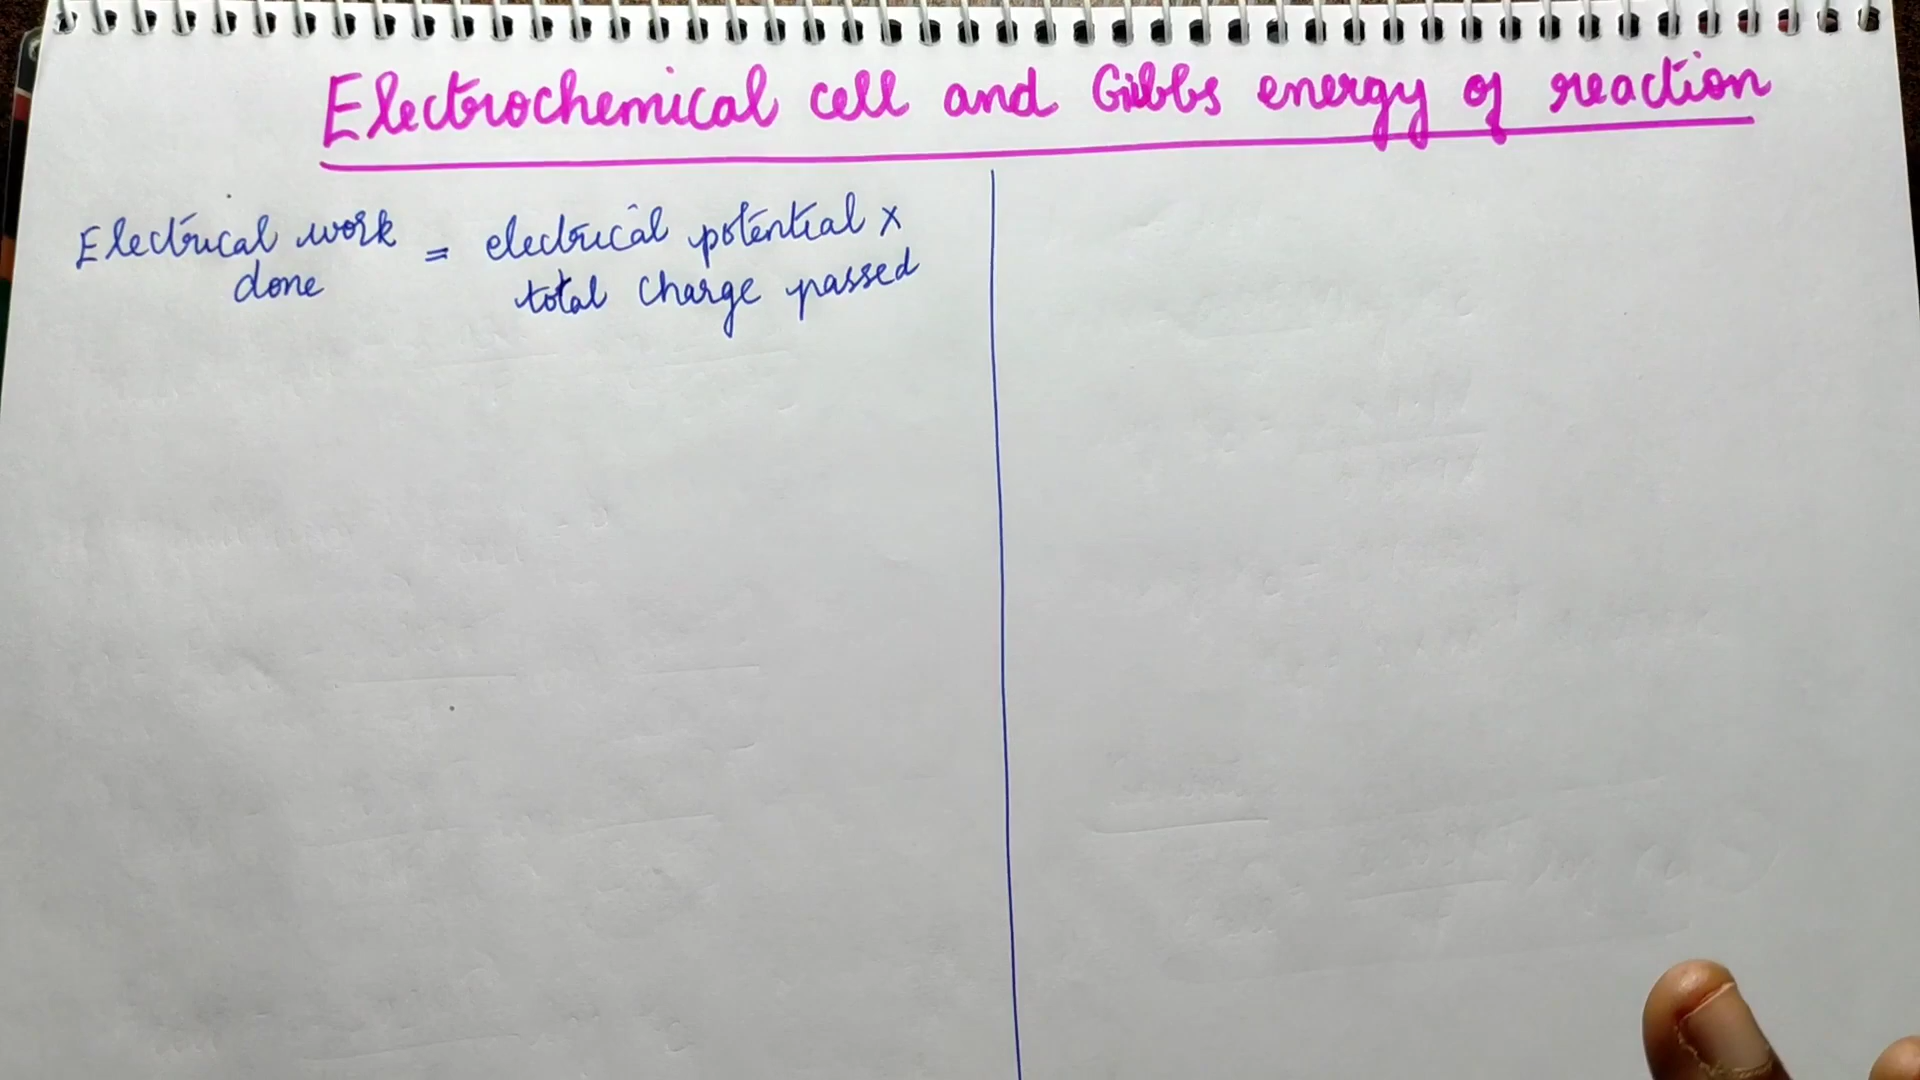 Electrochemical cell and Gibbs energy of reaction
Electrical work = electrical potential ×
done total charge passed